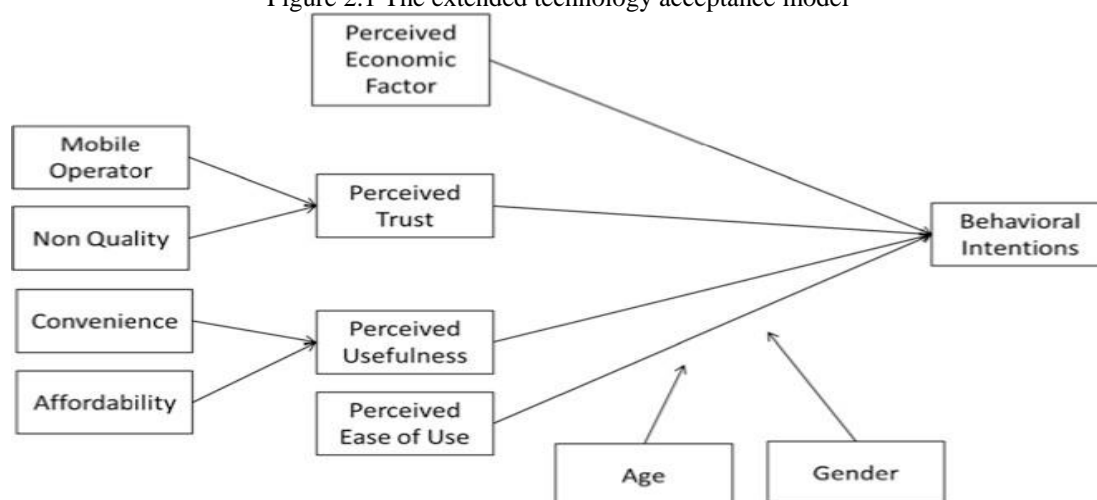 Figure 2.1 The extended technology acceptance model
Perceived
Economic
Factor
Mobile
Operator
Non Quality
Convenience
Affordability
Perceived
Trust
Perceived
Usefulness
Perceived
Ease of Use
Behavioral
Intentions
Age
Gender